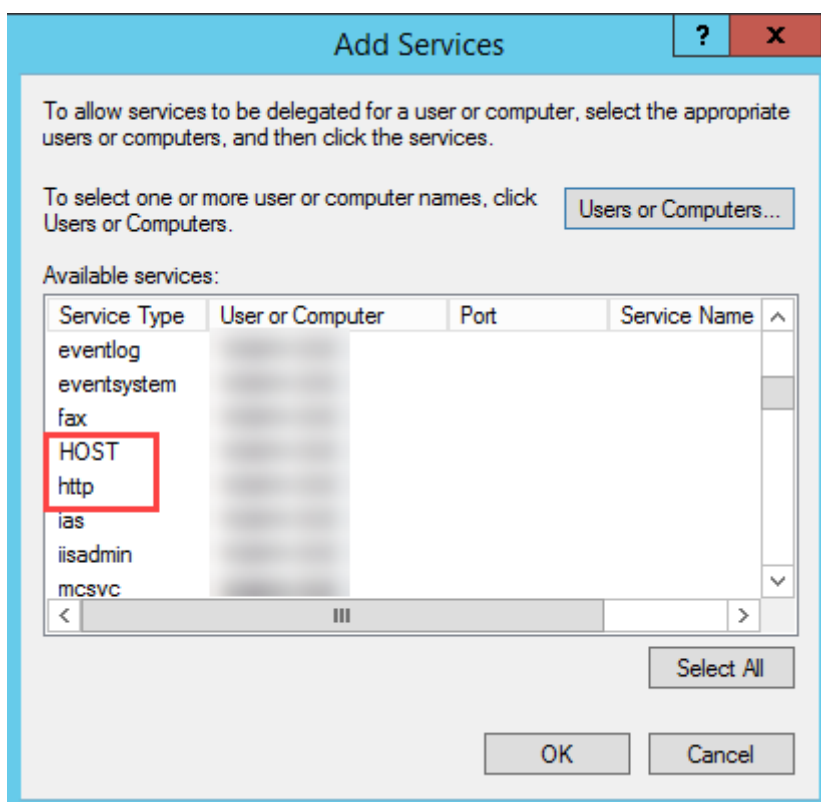 Add Services
?
x
To allow services to be delegated for a user or computer, select the appropriate
users or computers, and then click the services.
To select one or more user or computer names, click
Users or Computers.
Users or Computers...
Available services:
Service Type User or Computer Port Service Name
eventlog
eventsystem
fax
HOST
http
ias
iisadmin
mcsvc
Select All
OK Cancel